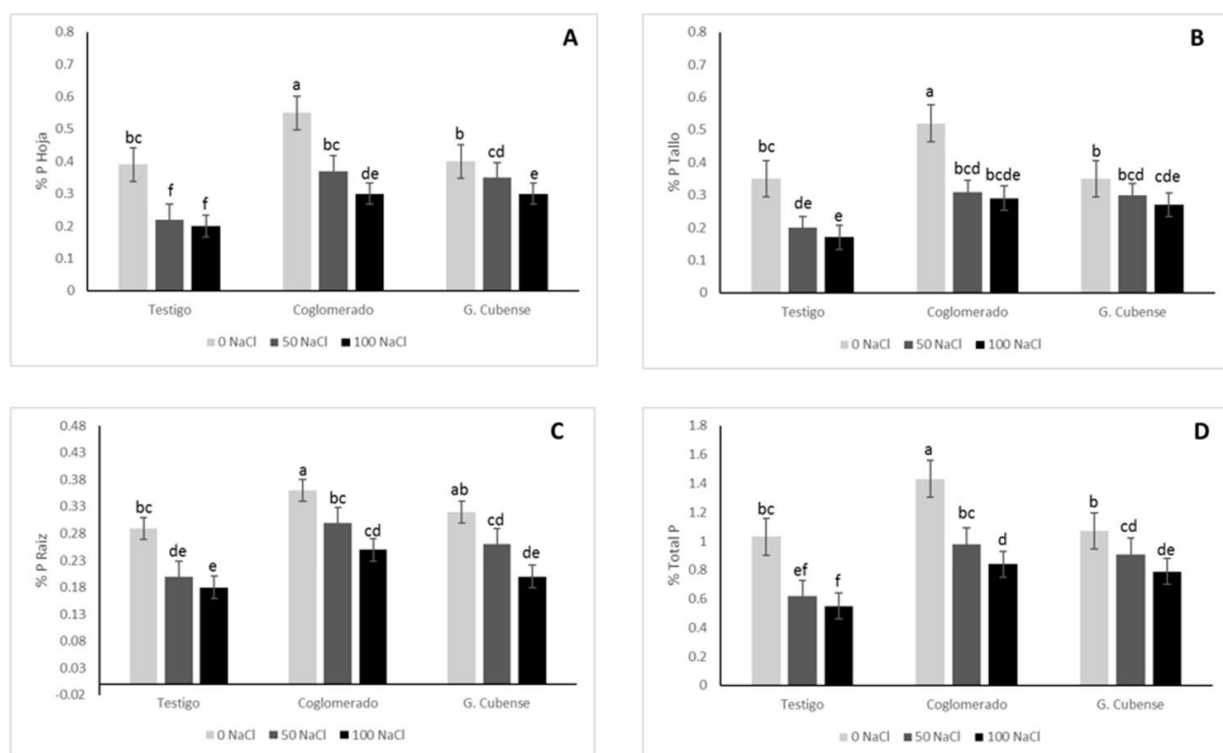 A
% P Hoja
0.8
0.7
0.6
0.5
0.4
0.3
0.2
0.1
0
bc
f
f
a
bc
de
b
cd
e
Testigo
Coglomerado
G. Cubense
0 NaCl
50 NaCl
100 NaCl
B
% P Tallo
0.8
0.7
0.6
0.5
0.4
0.3
0.2
0.1
0
bc
de
e
a
bcd
bcde
b
bcd
cde
Testigo
Coglomerado
G. Cubense
0 NaCl
50 NaCl
100 NaCl
C
% P Raiz
0.48
0.43
0.38
0.33
0.28
0.23
0.18
0.13
0.08
0.03
-0.02
bc
de
e
a
bc
cd
ab
cd
de
Testigo
Coglomerado
G. Cubense
0 NaCl
50 NaCl
100 NaCl
D
% Total P
1.8
1.6
1.4
1.2
1
0.8
0.6
0.4
0.2
0
bc
ef
f
a
bc
d
b
cd
de
Testigo
Coglomerado
G. Cubense
0 NaCl
50 NaCl
100 NaCl